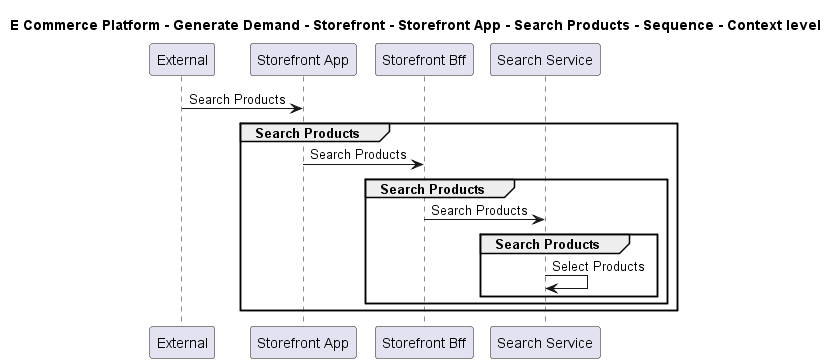 E Commerce Platform - Generate Demand - Storefront - Storefront App - Search Products - Sequence - Context level
External
Storefront App
Storefront Bff
Search Service
Search Products
Search Products
Search Products
Search Products
Search Products
Search Products
Select Products
External
Storefront App
Storefront Bff
Search Service